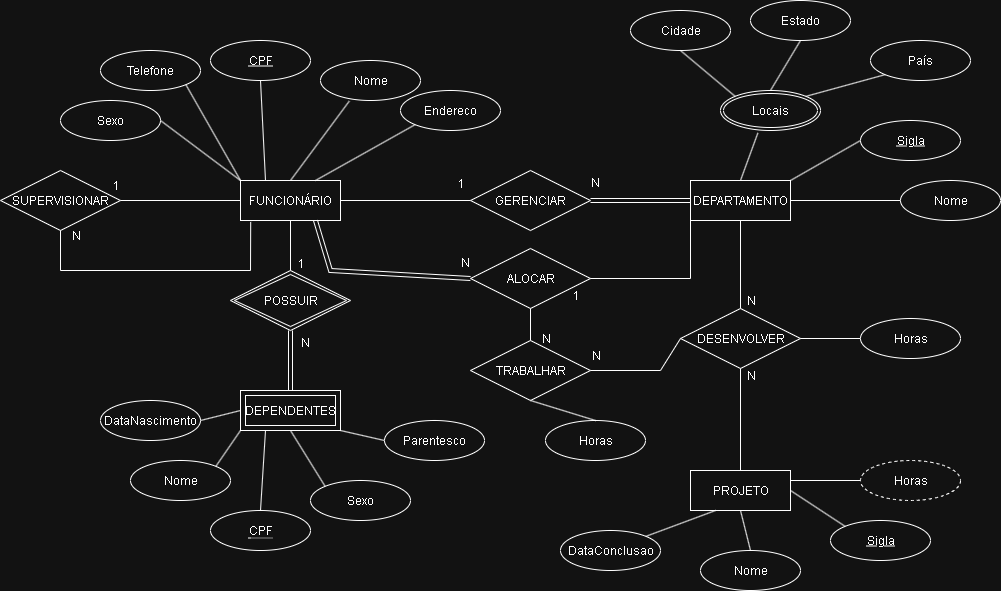 Estado
Cidade
País
CPF
Telefone
Nome
Endereco
Locais
Sexo
Sigla
1
1
N
SUPERVISIONAR
FUNCIONÁRIO
GERENCIAR
DEPARTAMENTO
Nome
N
1
N
ALOCAR
1
POSSUIR
N
N
N
DESENVOLVER
Horas
N
TRABALHAR
N
DEPENDENTES
DataNascimento
Parentesco
Horas
Nome
Sexo
CPF
PROJETO
Horas
Sigla
DataConclusao
Nome